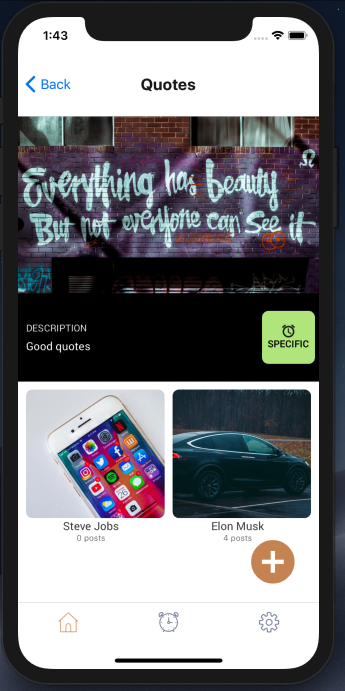 1:43
Back
Quotes
Everything has beauty
But not everyone can See it
DESCRIPTION
Good quotes
SPECIFIC
Steve Jobs
0 posts
Elon Musk
4 posts